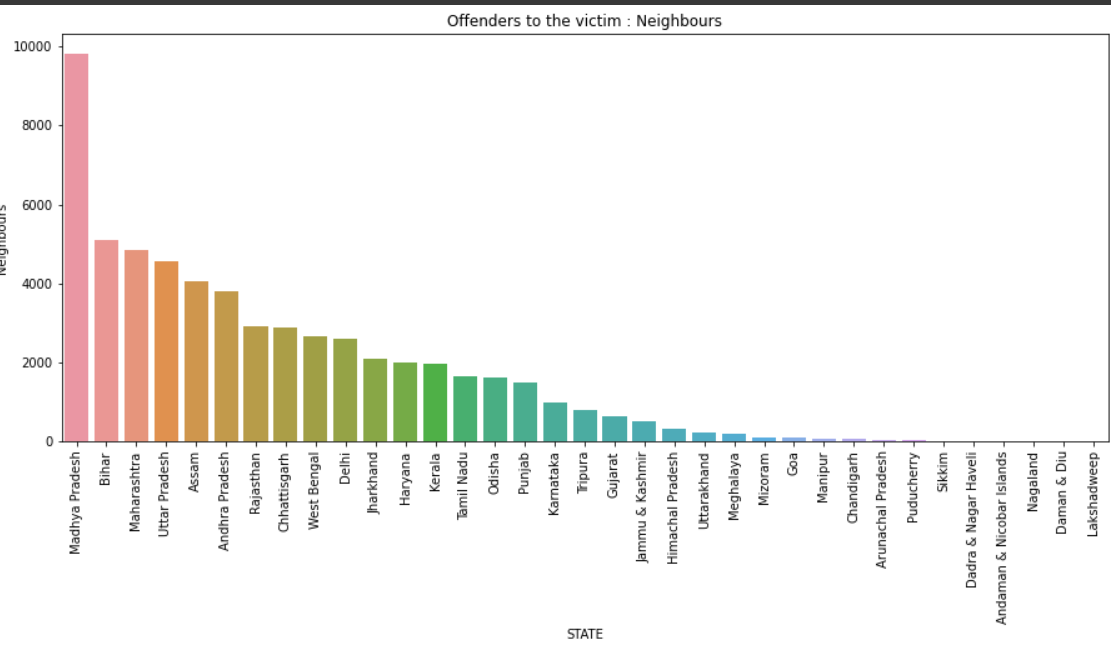 Offenders to the victim : Neighbours
10000
8000
6000
4000
2000
0
Neighbours
Madhya Pradesh
Bihar
Maharashtra
Uttar Pradesh
Assam
Andhra Pradesh
Rajasthan
Chhattisgarh
West Bengal
Delhi
Jharkhand
Haryana
Kerala
Tamil Nadu
Odisha
Punjab
Karnataka
Tripura
Gujarat
Jammu & Kashmir
Himachal Pradesh
Uttarakhand
Meghalaya
Mizoram
Goa
Manipur
Chandigarh
Arunachal Pradesh
Puducherry
Sikkim
Dadra & Nagar Haveli
Andaman & Nicobar Islands
Nagaland
Daman & Diu
Lakshadweep
STATE